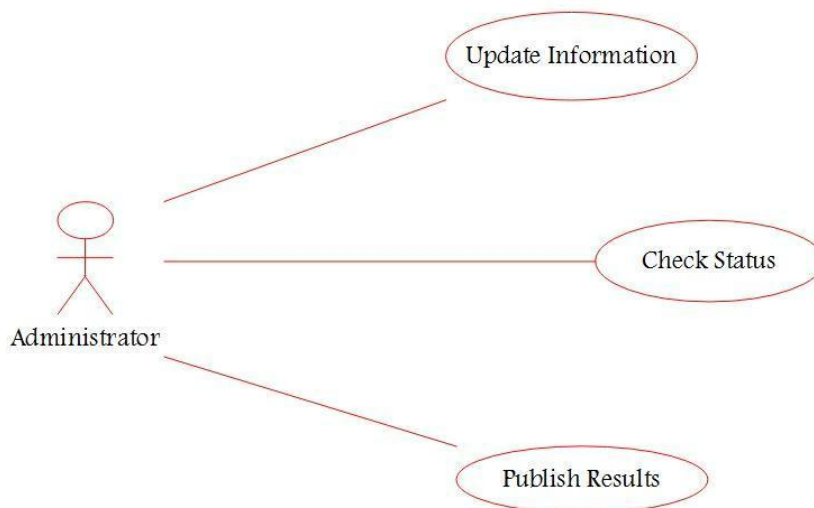 Update Information
Check Status
Administrator
Publish Results